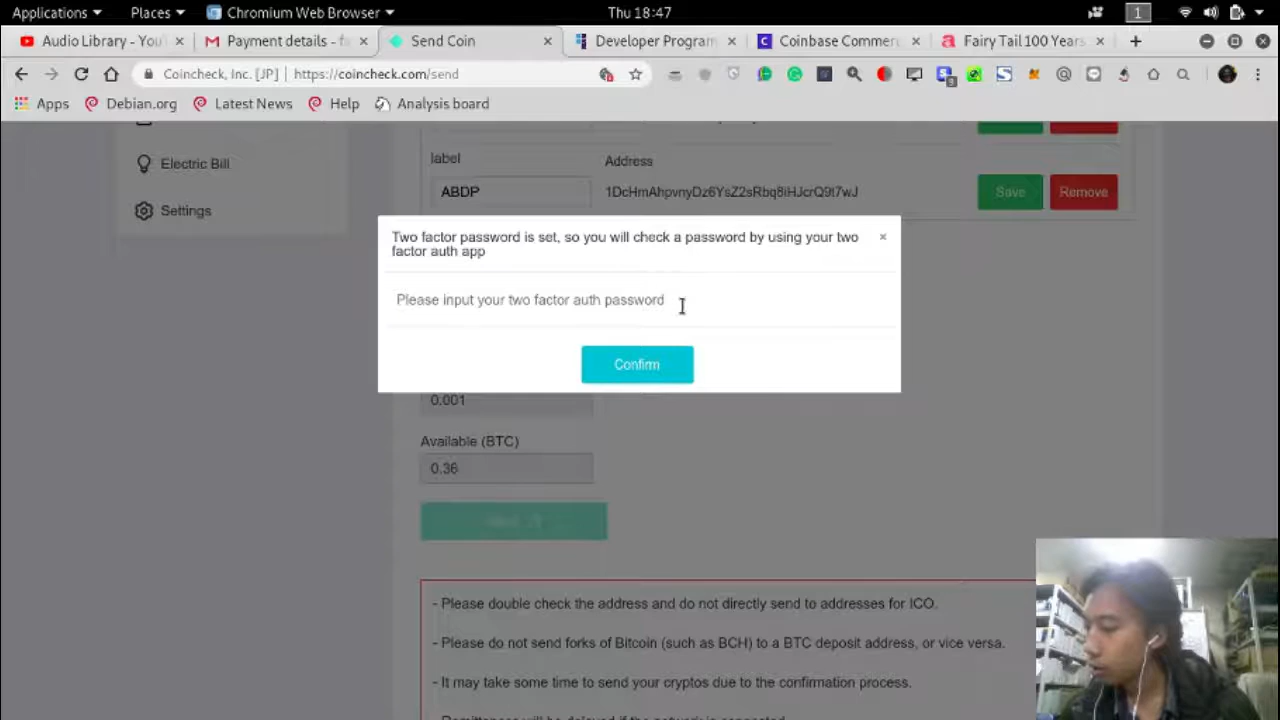 Applications Places Chromium Web Browser Thu 18:47 1
Audio Library - You Payment details - f Send Coin Developer Program Coinbase Commer Fairy Tail 100 Years
Coincheck, Inc. [JP] https://coincheck.com/send
Apps Debian.org Latest News Help Analysis board
label
Address
ABDP
1DcHmAhpvnyDz6YsZ2sRbq8iHJcrQ9t7wJ
Save Remove
Electric Bill
Settings
Two factor password is set, so you will check a password by using your two
factor auth app
×
Please input your two factor auth password
Confirm
0.001
Available (BTC)
0.36
- Please double check the address and do not directly send to addresses for ICO.
- Please do not send forks of Bitcoin (such as BCH) to a BTC deposit address, or vice versa.
- It may take some time to send your cryptos due to the confirmation process.